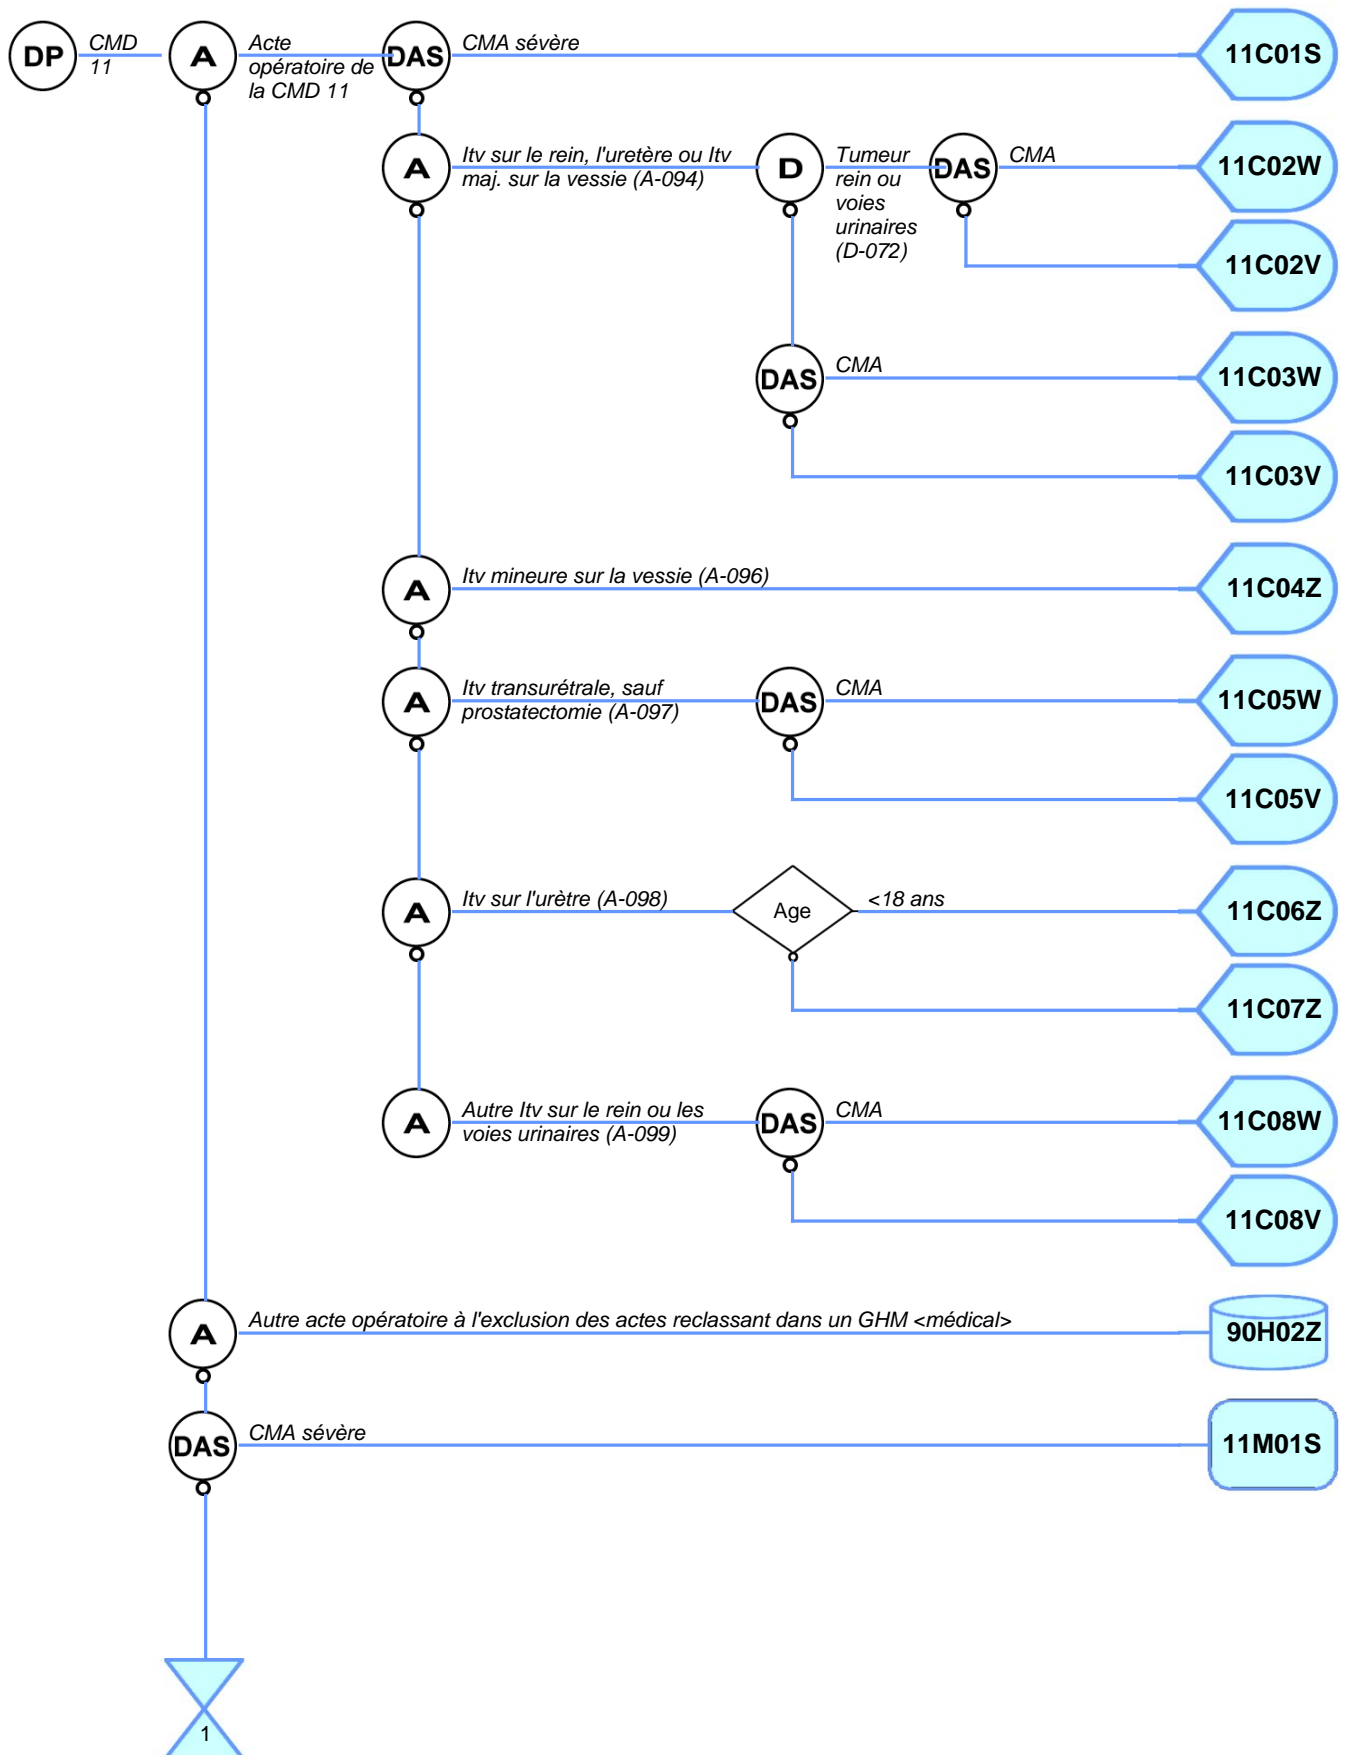 DP
CMD
11
A
Acte
opératoire de
la CMD 11
DAS
CMA sévère
11C01S
A
Itv sur le rein, l'uretère ou Itv
maj. sur la vessie (A-094)
D
Tumeur
rein ou
voies
urinaires
(D-072)
DAS
CMA
11C02W
11C02V
DAS
CMA
11C03W
11C03V
A
Itv mineure sur la vessie (A-096)
11C04Z
A
Itv transurétrale, sauf
prostatectomie (A-097)
DAS
CMA
11C05W
11C05V
A
Itv sur l'urètre (A-098)
Age
<18 ans
11C06Z
11C07Z
A
Autre Itv sur le rein ou les
voies urinaires (A-099)
DAS
CMA
11C08W
11C08V
A
Autre acte opératoire à l'exclusion des actes reclassant dans un GHM <médical>
90H02Z
DAS
CMA sévère
11M01S
1